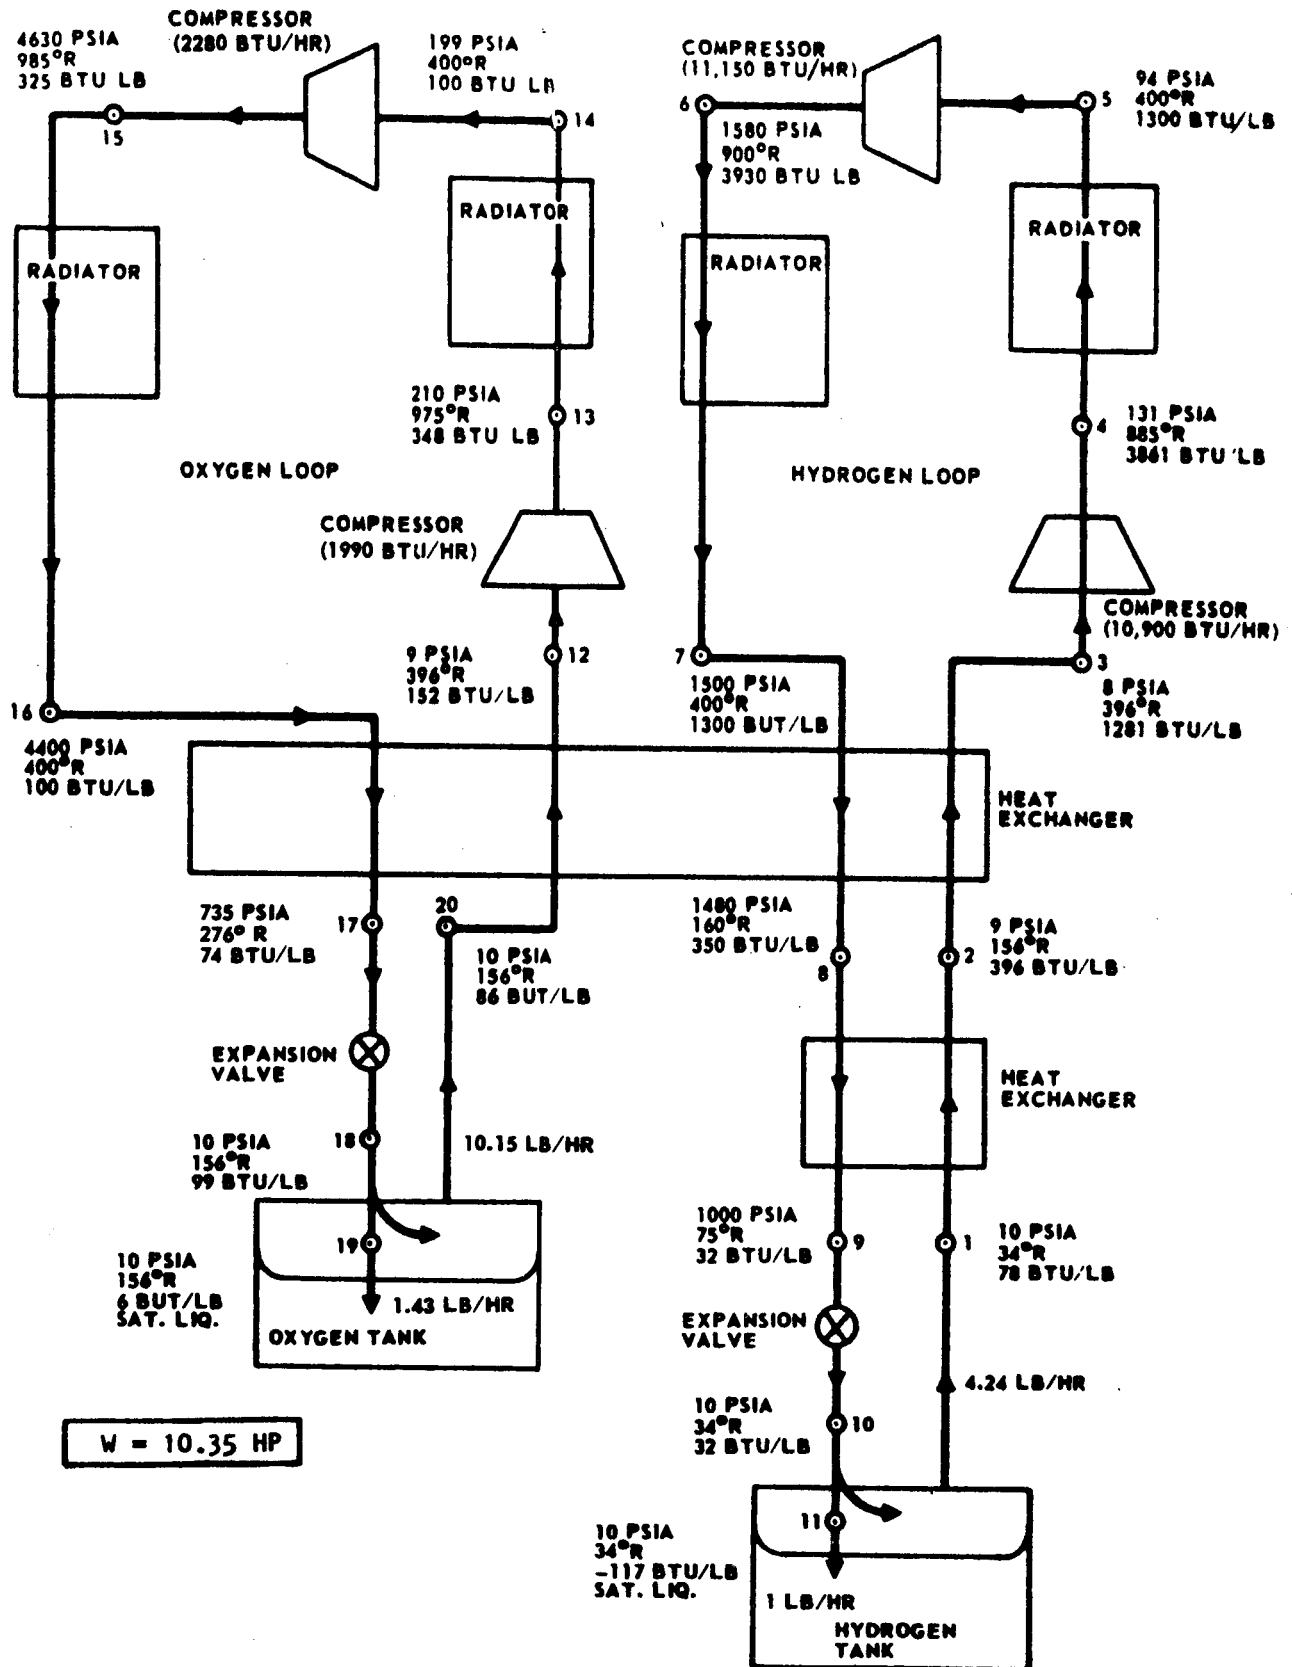 COMPRESSOR
(2280 BTU/HR)
4630 PSIA
985°R
325 BTU LB
199 PSIA
400°R
100 BTU LB
COMPRESSOR
(11,150 BTU/HR)
94 PSIA
400°R
1300 BTU/LB
15
14
6
5
1580 PSIA
900°R
3930 BTU LB
RADIATOR
RADIATOR
RADIATOR
RADIATOR
210 PSIA
975°R
348 BTU LB
13
131 PSIA
885°R
3861 BTU/LB
4
OXYGEN LOOP
HYDROGEN LOOP
COMPRESSOR
(1990 BTU/HR)
COMPRESSOR
(10,900 BTU/HR)
9 PSIA
396°R
152 BTU/LB
12
7
1500 PSIA
400°R
1300 BUT/LB
3
8 PSIA
396°R
1281 BTU/LB
16
4400 PSIA
400°R
100 BTU/LB
HEAT
EXCHANGER
735 PSIA
276°R
74 BTU/LB
17
20
10 PSIA
156°R
86 BUT/LB
1480 PSIA
160°R
350 BTU/LB
8
2
9 PSIA
156°R
396 BTU/LB
EXPANSION
VALVE
HEAT
EXCHANGER
10 PSIA
156°R
99 BTU/LB
18
10.15 LB/HR
1000 PSIA
75°R
32 BTU/LB
9
1
10 PSIA
34°R
78 BTU/LB
19
10 PSIA
156°R
6 BUT/LB
SAT. LIQ.
1.43 LB/HR
OXYGEN TANK
EXPANSION
VALVE
4.24 LB/HR
10 PSIA
34°R
32 BTU/LB
10
W = 10.35 HP
11
10 PSIA
34°R
-117 BTU/LB
SAT. LIQ.
1 LB/HR
HYDROGEN
TANK